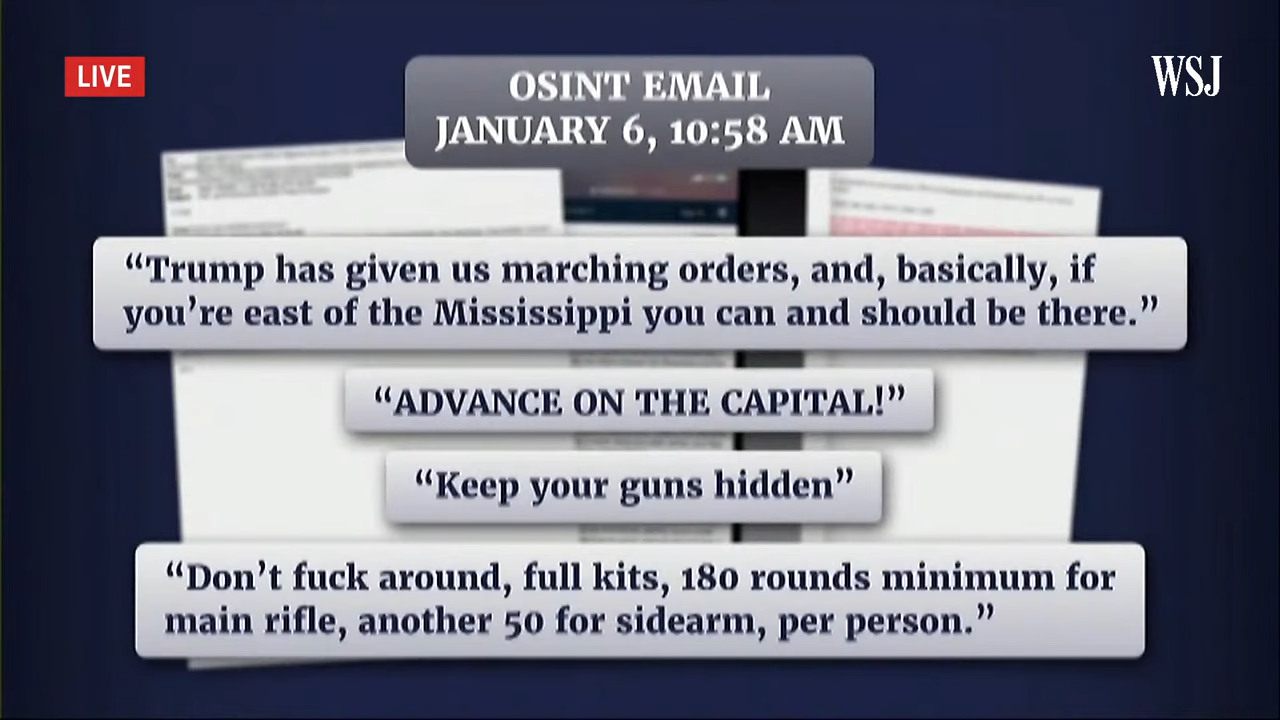 LIVE
WSJ
OSINT EMAIL
JANUARY 6, 10:58 AM
“Trump has given us marching orders, and, basically, if
you’re east of the Mississippi you can and should be there.”
“ADVANCE ON THE CAPITAL!”
“Keep your guns hidden”
“Don’t fuck around, full kits, 180 rounds minimum for
main rifle, another 50 for sidearm, per person.”